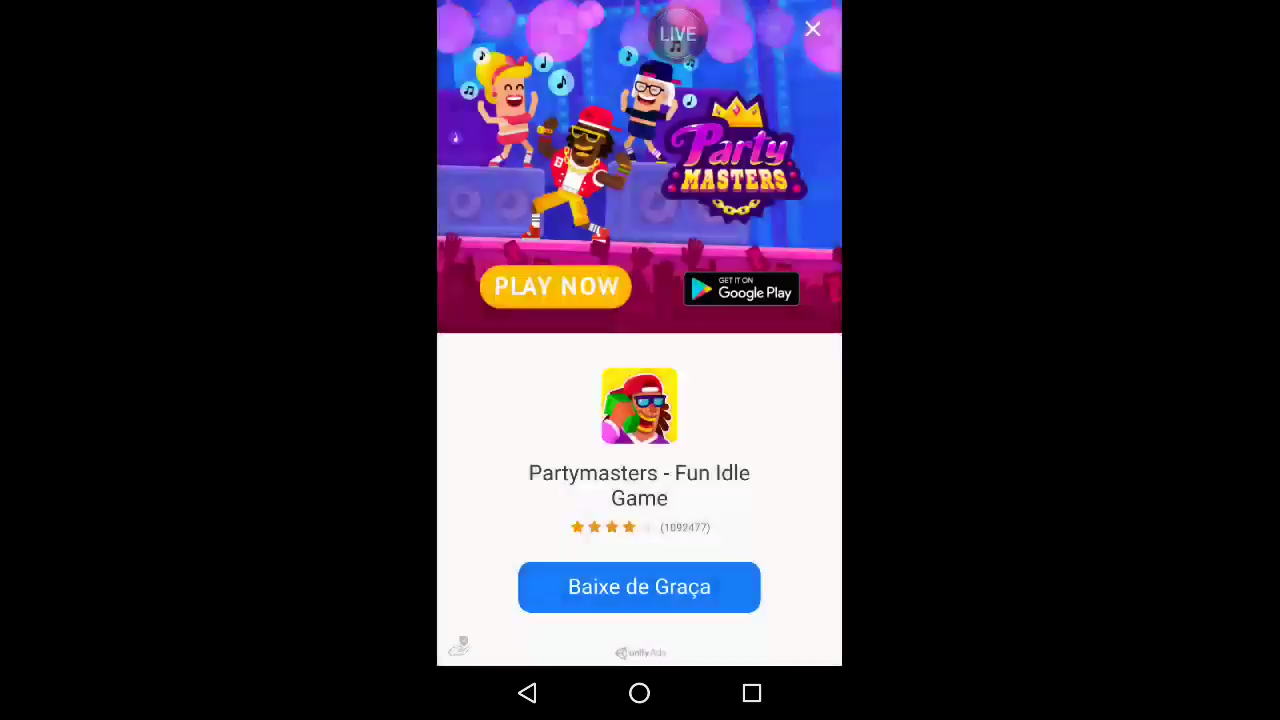 LIVE
Party
MASTERS
PLAY NOW
GET IT ON
Google Play
Partymasters - Fun Idle
Game
(1092477)
Baixe de Graça
unity Ads